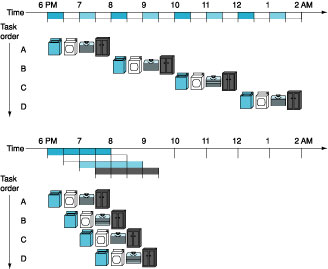 6 PM 7 8 9 10 11 12 1 2 AM
Time
Task
order
A
B
C
D
6 PM 7 8 9 10 11 12 1 2 AM
Time
Task
order
A
B
C
D